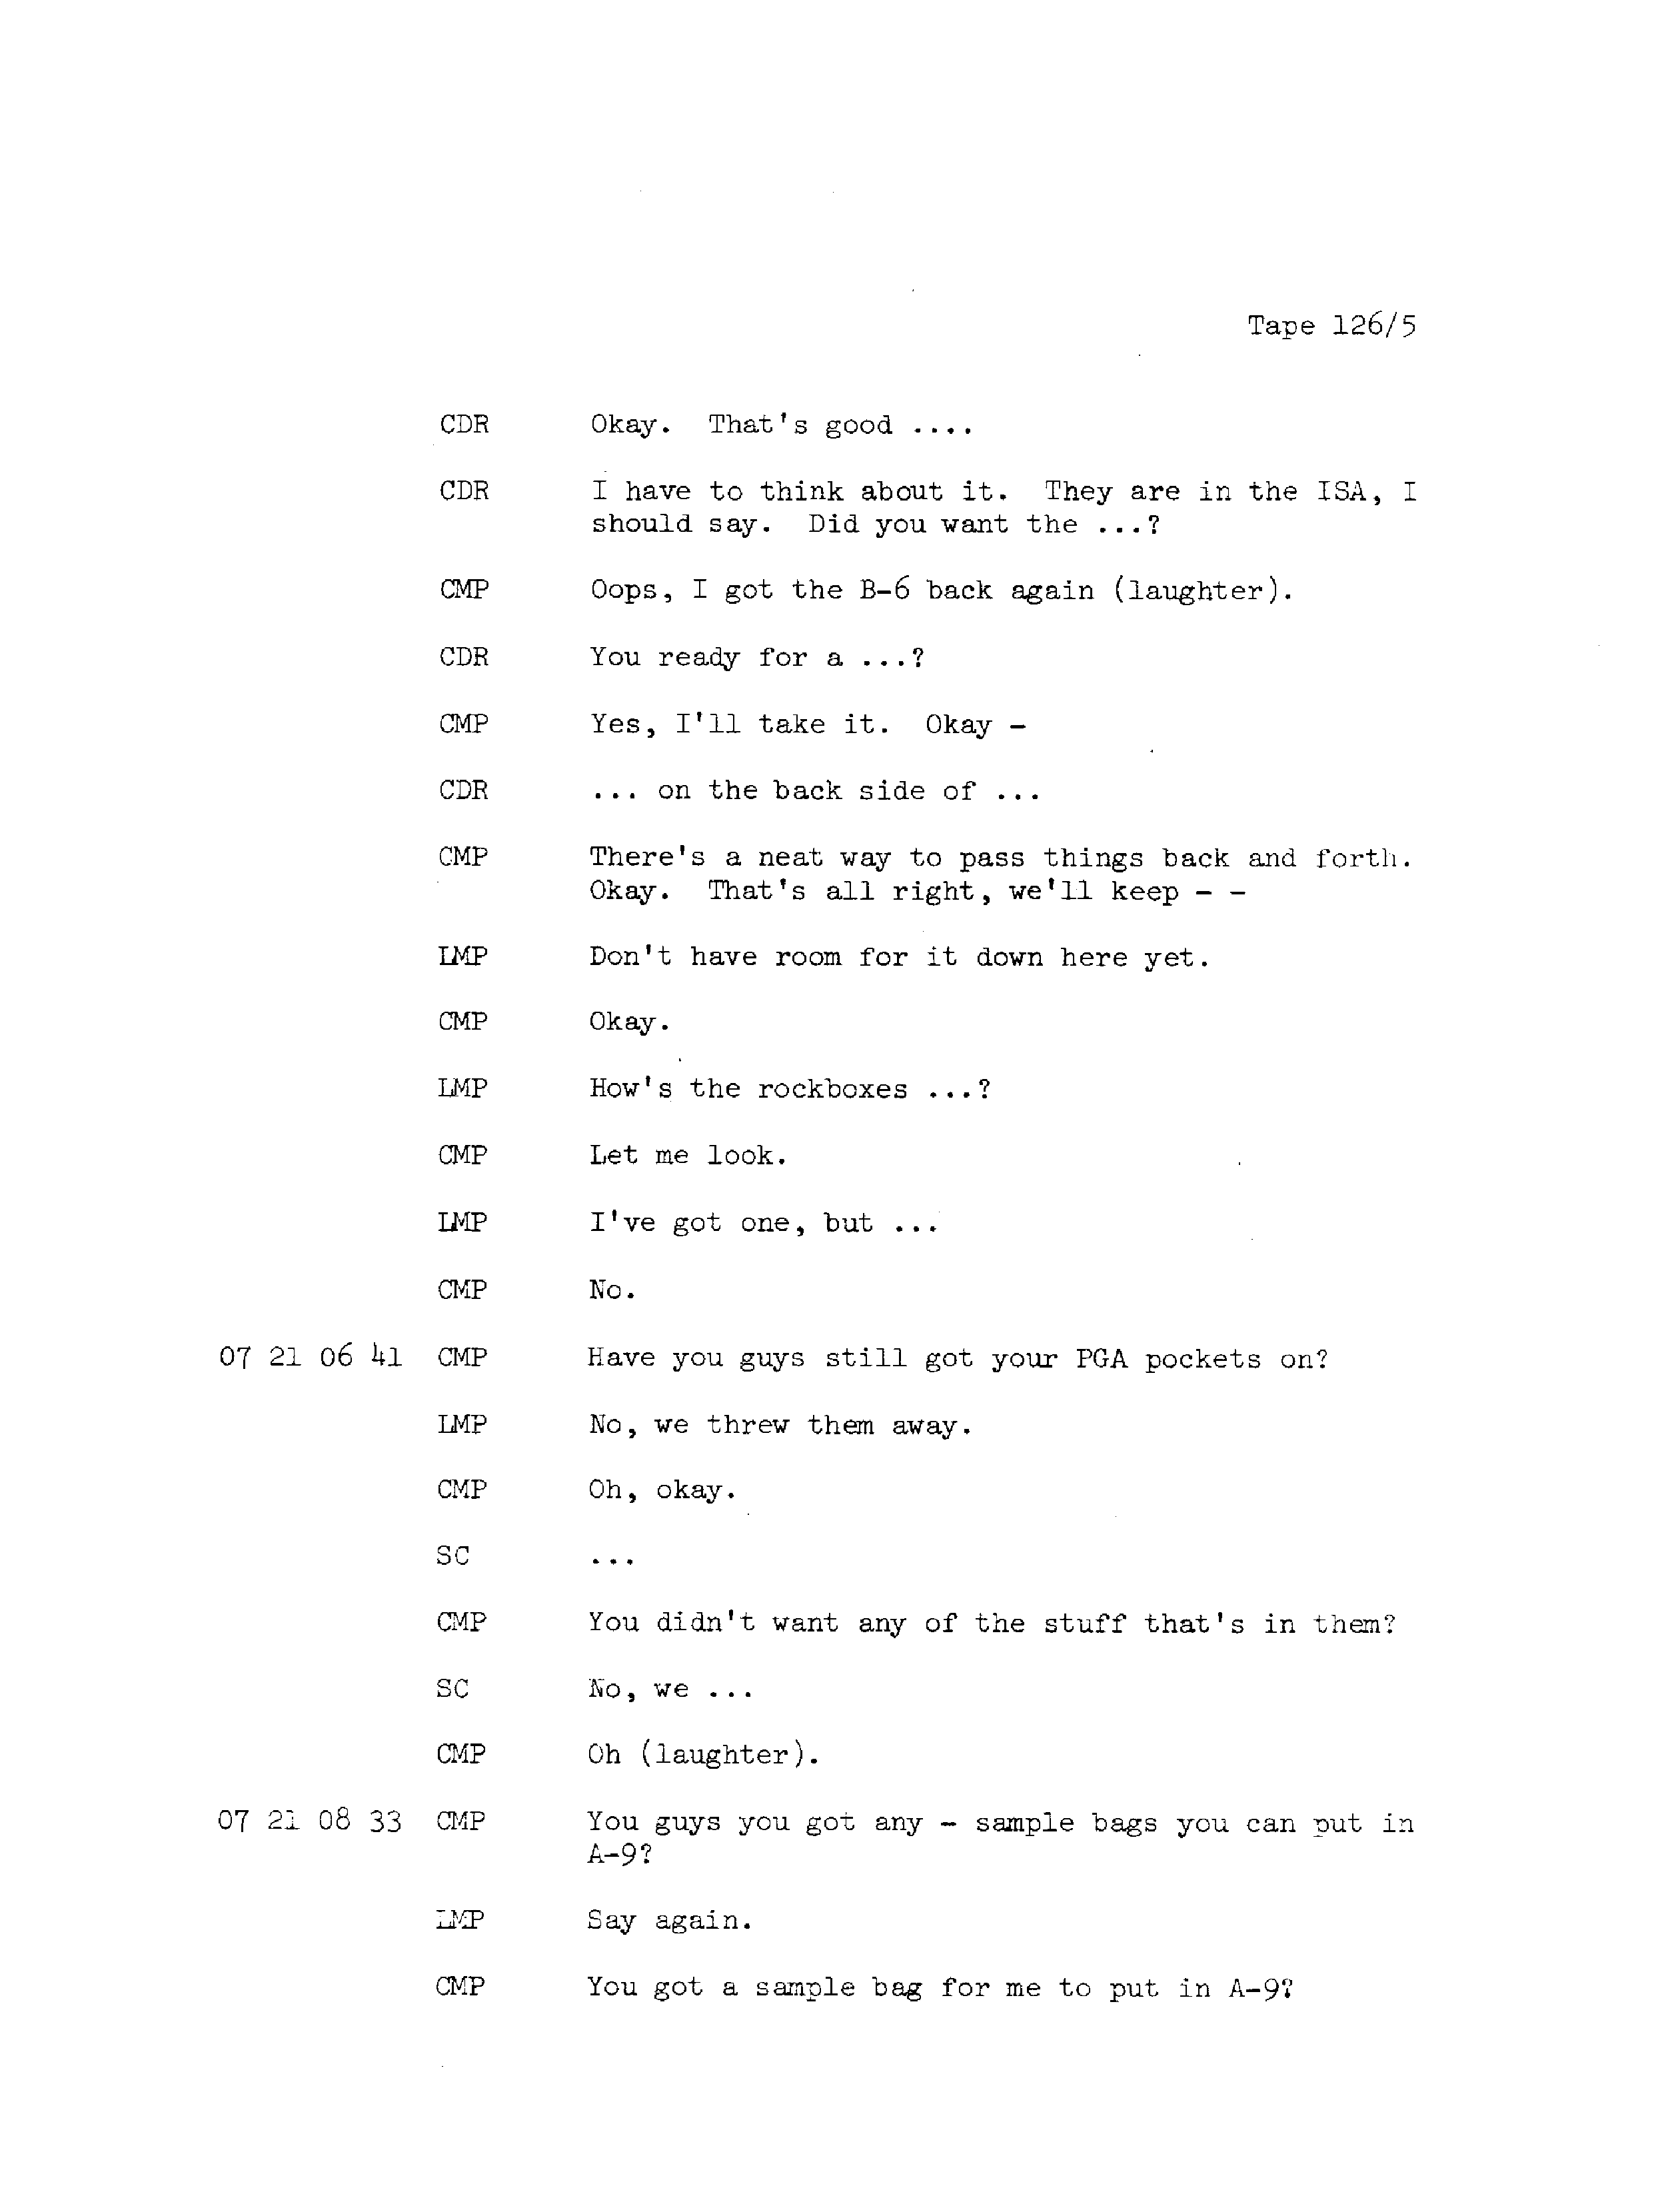 Tape 126/5
CDR Okay. That's good ....
CDR I have to think about it. They are in the ISA, I
should say. Did you want the ...?
CMP Oops, I got the B-6 back again (laughter).
CDR You ready for a ...?
CMP Yes, I'll take it. Okay -
CDR ... on the back side of ...
CMP There's a neat way to pass things back and forth.
Okay. That's all right, we'll keep - -
LMP Don't have room for it down here yet.
CMP Okay.
LMP How's the rockboxes ...?
CMP Let me look.
LMP I've got one, but ...
CMP No.
07 21 06 41 CMP Have you guys still got your PGA pockets on?
LMP No, we threw them away.
CMP Oh, okay.
SC ...
CMP You didn't want any of the stuff that's in them?
SC No, we ...
CMP Oh (laughter).
07 21 08 33 CMP You guys you got any - sample bags you can put in
A-9?
LMP Say again.
CMP You got a sample bag for me to put in A-9?